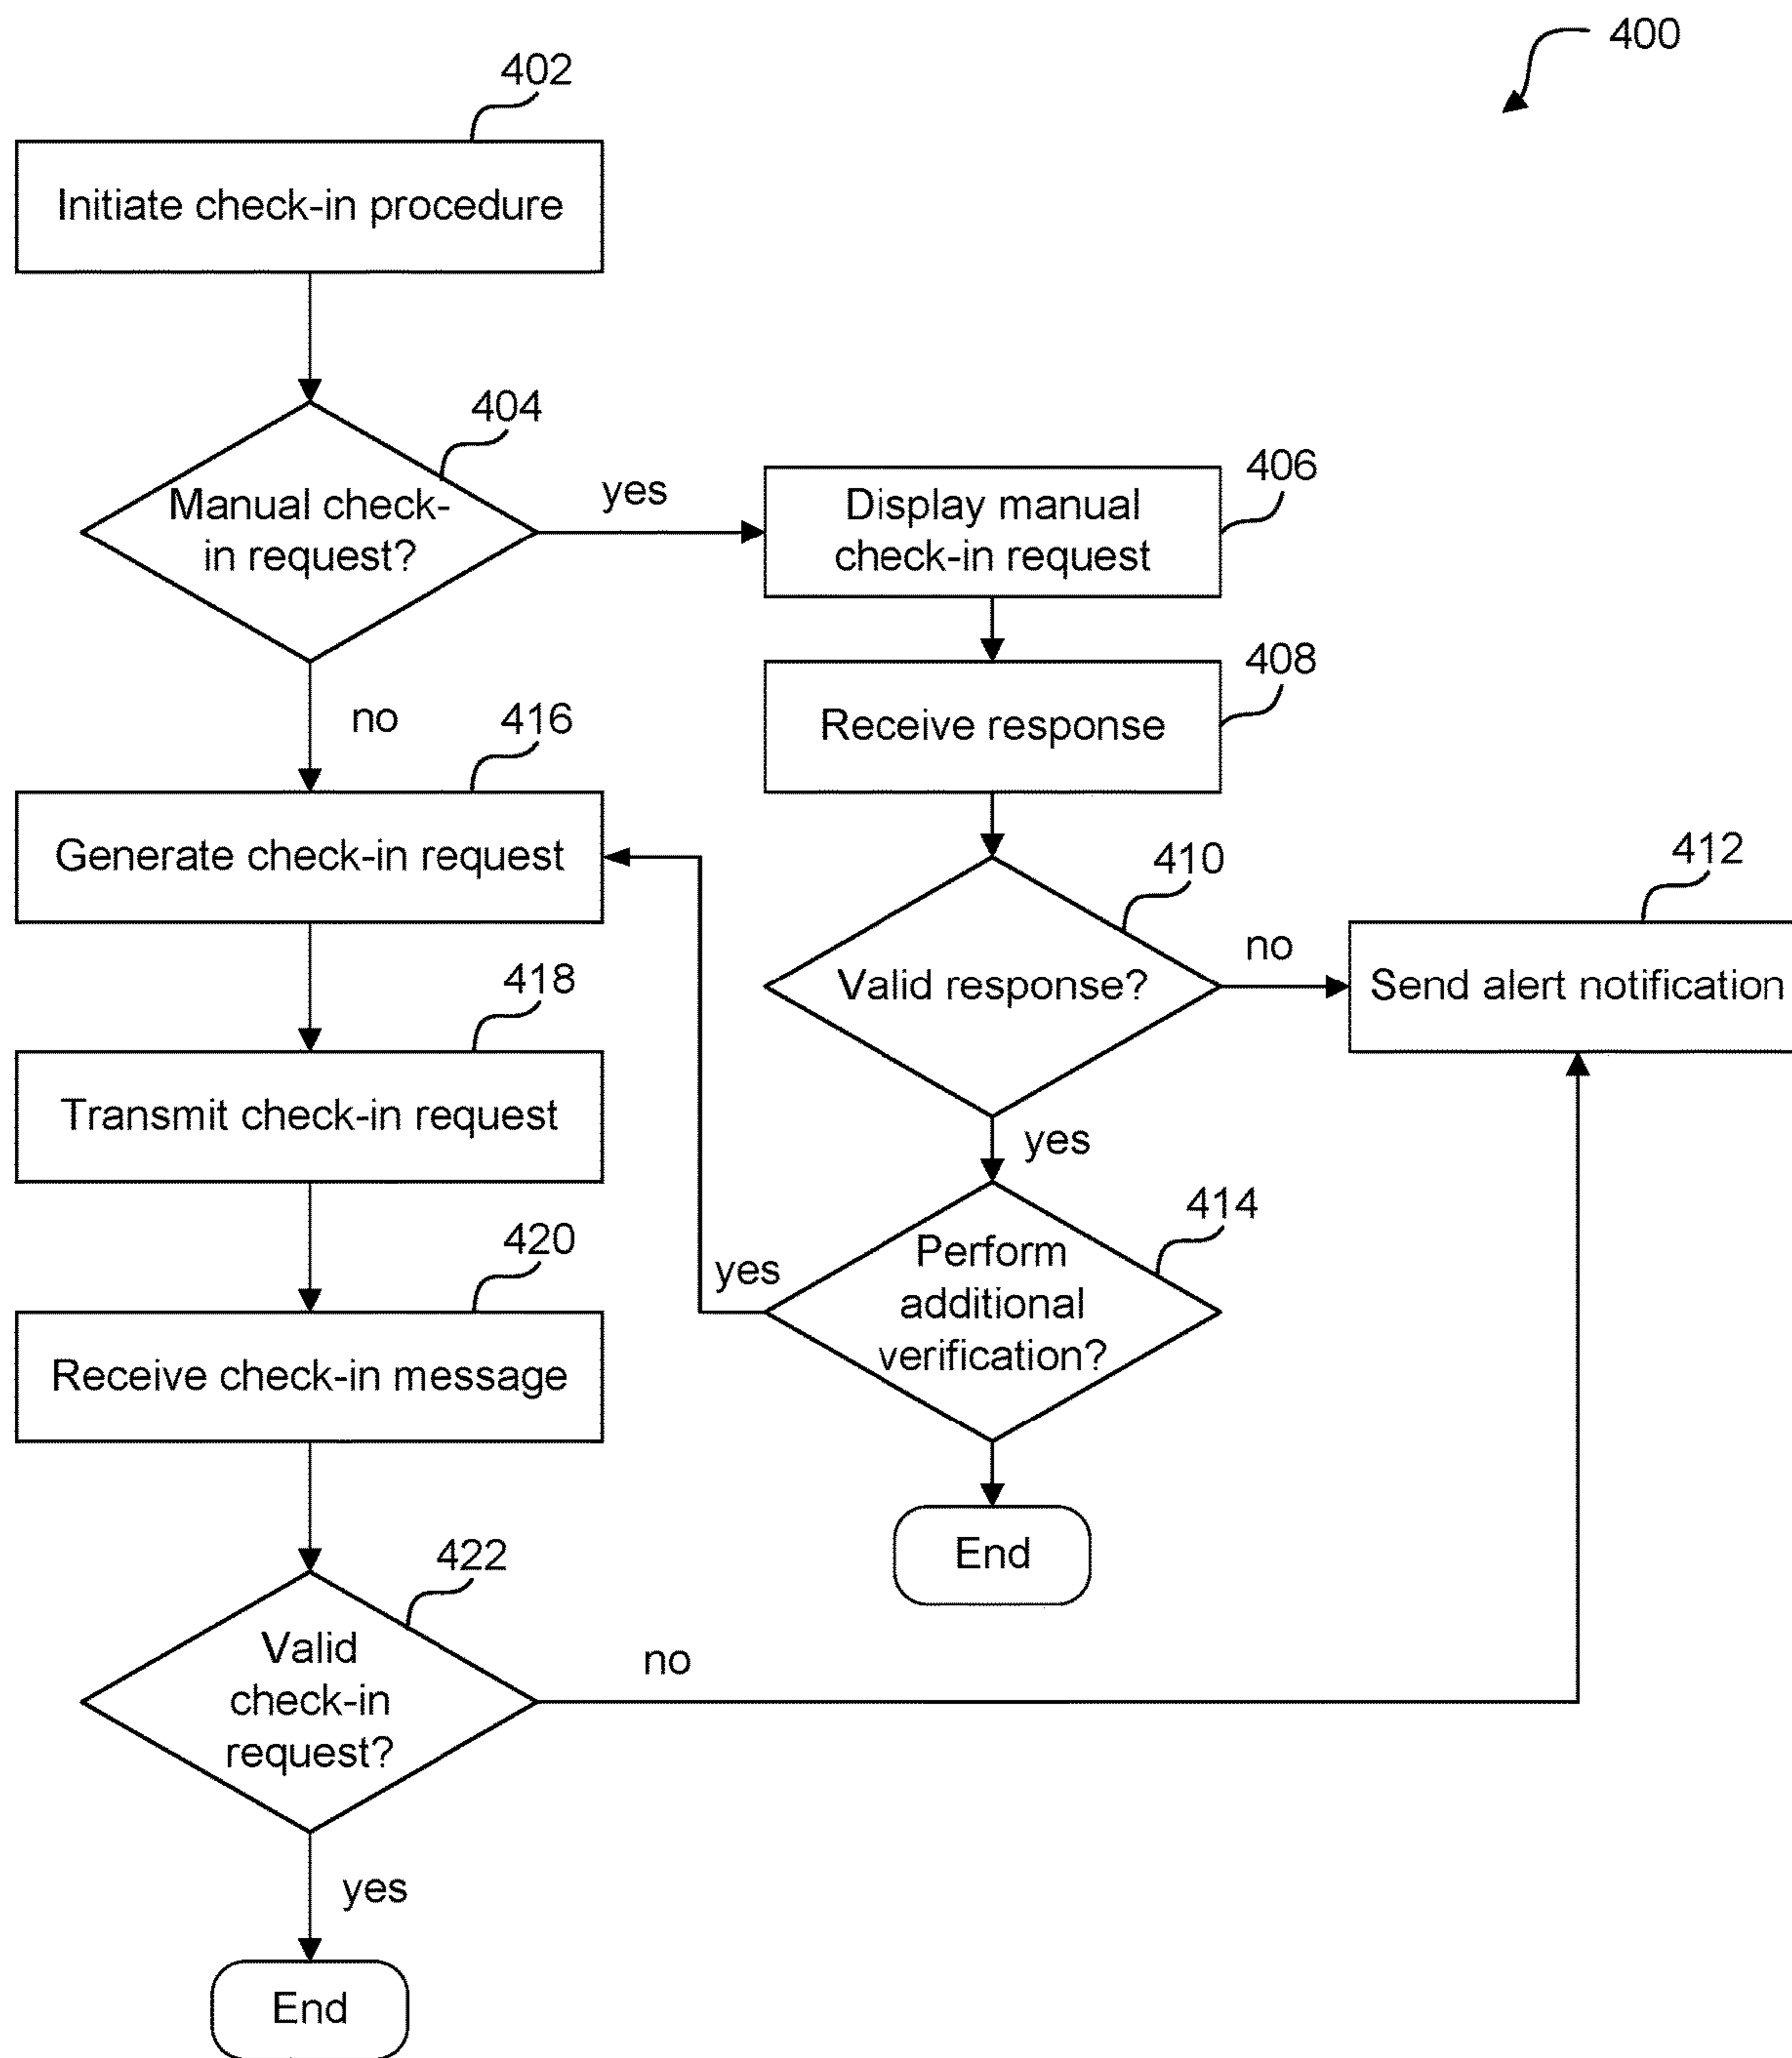 400
402
Initiate check-in procedure
404
Manual check-
in request?
yes
406
Display manual
check-in request
408
Receive response
no
416
Generate check-in request
410
Valid response?
no
412
Send alert notification
418
Transmit check-in request
yes
414
Perform
additional
verification?
yes
420
Receive check-in message
End
422
Valid
check-in
request?
no
yes
End